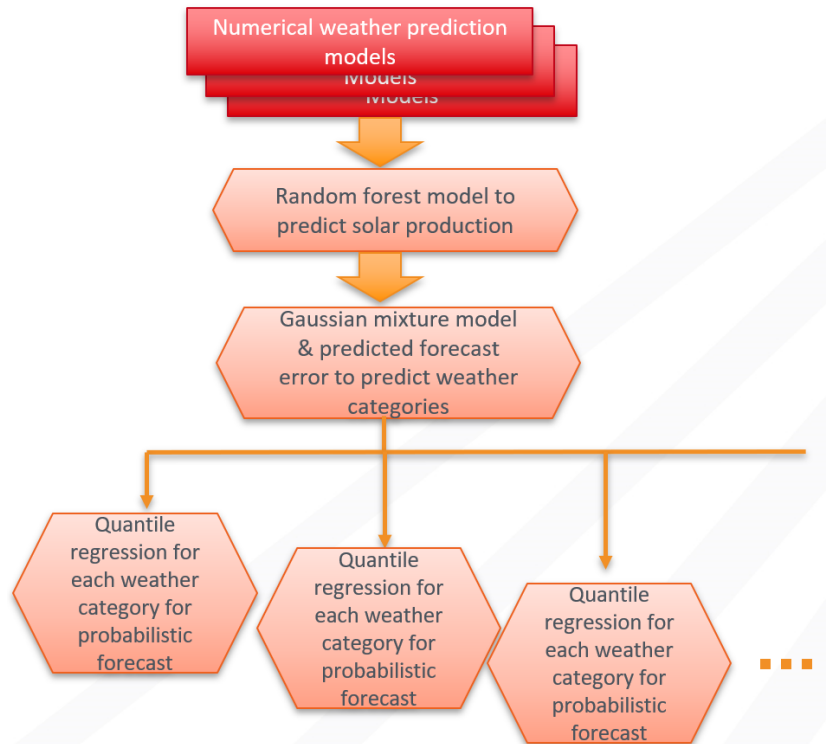 Numerical weather prediction
models
Models
Models
Random forest model to
predict solar production
Gaussian mixture model
& predicted forecast
error to predict weather
categories
Quantile
regression for
each weather
category for
probabilistic
forecast
Quantile
regression for
each weather
category for
probabilistic
forecast
Quantile
regression for
each weather
category for
probabilistic
forecast